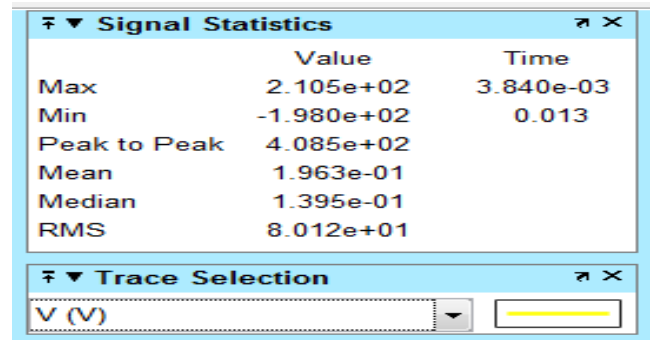 Signal Statistics
Value Time
Max 2.105e+02 3.840e-03
Min -1.980e+02 0.013
Peak to Peak 4.085e+02
Mean 1.963e-01
Median 1.395e-01
RMS 8.012e+01
Trace Selection
V (V)